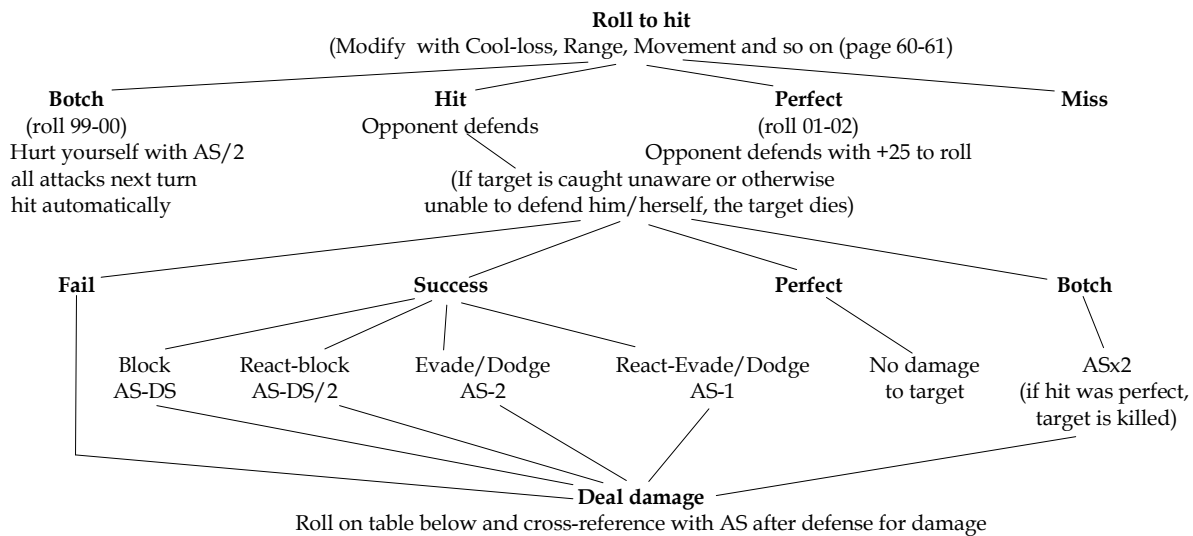 Roll to hit
(Modify with Cool-loss, Range, Movement and so on (page 60-61)
Botch
(roll 99-00)
Hurt yourself with AS/2
all attacks next turn
hit automatically
Hit
Opponent defends
Perfect
(roll 01-02)
Opponent defends with +25 to roll
Miss
(If target is caught unaware or otherwise
unable to defend him/herself, the target dies)
Fail
Success
Perfect
Botch
Block
AS-DS
React-block
AS-DS/2
Evade/Dodge
AS-2
React-Evade/Dodge
AS-1
No damage
to target
ASx2
(if hit was perfect,
target is killed)
Deal damage
Roll on table below and cross-reference with AS after defense for damage